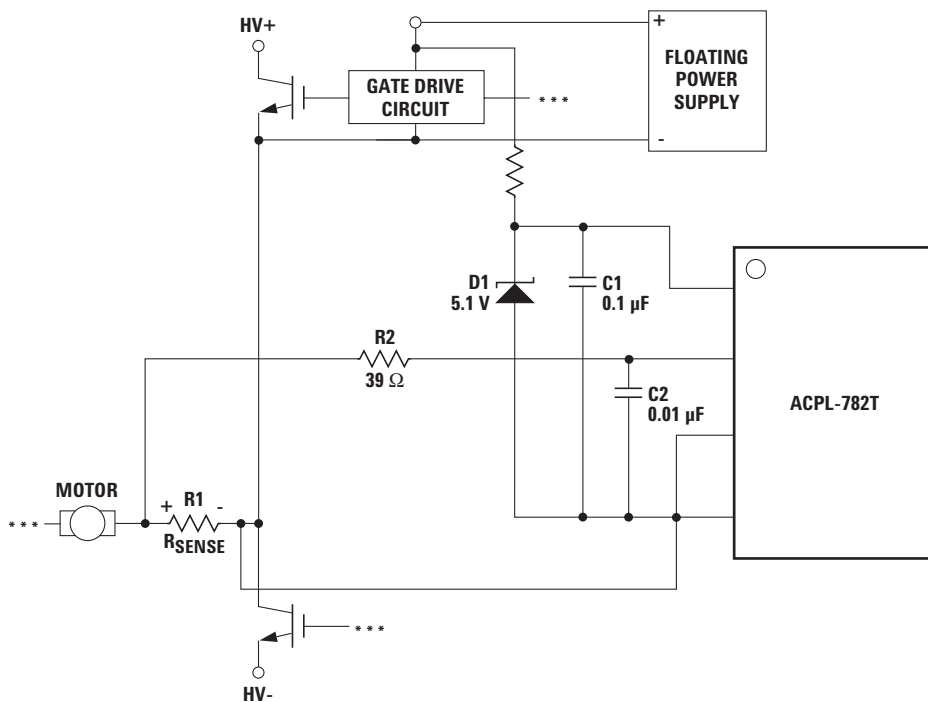 HV+
+
FLOATING
POWER
SUPPLY
-
GATE DRIVE
CIRCUIT
***
D1
5.1 V
C1
0.1 µF
R2
39 Ω
C2
0.01 µF
ACPL-782T
MOTOR
***
+ R1 -
RSENSE
***
HV-